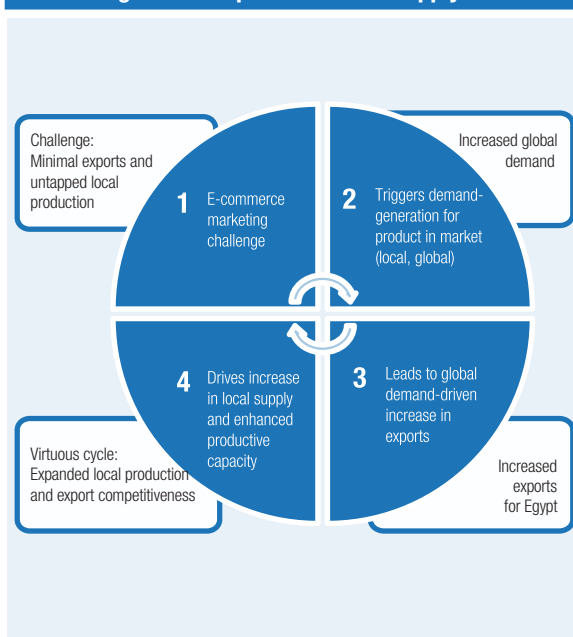 Challenge:
Minimal exports and
untapped local
production
1
E-commerce
marketing
challenge
2
Triggers demand-
generation for
product in market
(local, global)
Increased global
demand
4
Drives increase
in local supply
and enhanced
productive
capacity
3
Leads to global
demand-driven
increase in
exports
Virtuous cycle:
Expanded local production
and export competitiveness
Increased
exports
for Egypt